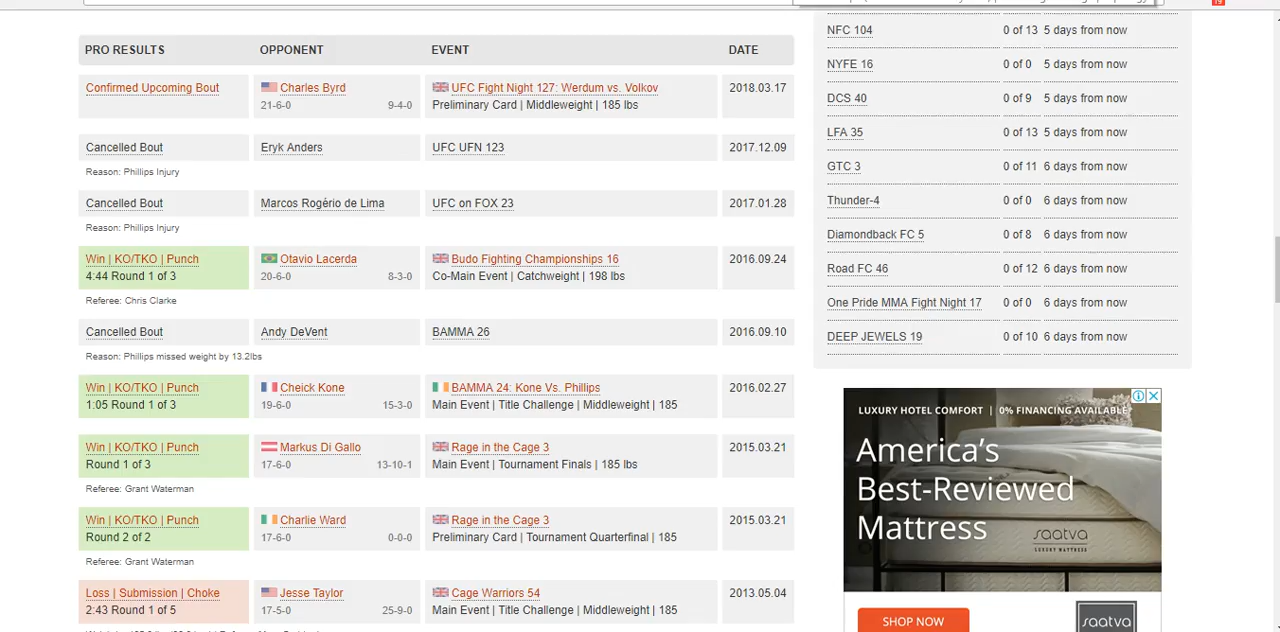 PRO RESULTS OPPONENT EVENT DATE
Confirmed Upcoming Bout Charles Byrd UFC Fight Night 127: Werdum vs. Volkov 2018.03.17
21-6-0 9-4-0 Preliminary Card | Middleweight | 185 lbs
Cancelled Bout Eryk Anders UFC UFN 123 2017.12.09
Reason: Phillips Injury
Cancelled Bout Marcos Rogério de Lima UFC on FOX 23 2017.01.28
Reason: Phillips Injury
Win | KO/TKO | Punch Otavio Lacerda Budo Fighting Championships 16 2016.09.24
4:44 Round 1 of 3 20-6-0 8-3-0 Co-Main Event | Catchweight | 198 lbs
Referee: Chris Clarke
Cancelled Bout Andy DeVent BAMMA 26 2016.09.10
Reason: Phillips missed weight by 13.2lbs
Win | KO/TKO | Punch Cheick Kone BAMMA 24: Kone Vs. Phillips 2016.02.27
1:05 Round 1 of 3 19-6-0 15-3-0 Main Event | Title Challenge | Middleweight | 185
Win | KO/TKO | Punch Markus Di Gallo Rage in the Cage 3 2015.03.21
Round 1 of 3 17-6-0 13-10-1 Main Event | Tournament Finals | 185 lbs
Referee: Grant Waterman
Win | KO/TKO | Punch Charlie Ward Rage in the Cage 3 2015.03.21
Round 2 of 2 17-6-0 0-0-0 Preliminary Card | Tournament Quarterfinal | 185
Referee: Grant Waterman
Loss | Submission | Choke Jesse Taylor Cage Warriors 54 2013.05.04
2:43 Round 1 of 5 17-5-0 25-9-0 Main Event | Title Challenge | Middleweight | 185
NFC 104 0 of 13 5 days from now
NYFE 16 0 of 0 5 days from now
DCS 40 0 of 9 5 days from now
LFA 35 0 of 13 5 days from now
GTC 3 0 of 11 6 days from now
Thunder-4 0 of 0 6 days from now
Diamondback FC 5 0 of 8 6 days from now
Road FC 46 0 of 12 6 days from now
One Pride MMA Fight Night 17 0 of 0 6 days from now
DEEP JEWELS 19 0 of 10 6 days from now
LUXURY HOTEL COMFORT | 0% FINANCING AVAILABLE
America's
Best-Reviewed
Mattress
saatva
LUXURY MATTRESS
SHOP NOW
saatva